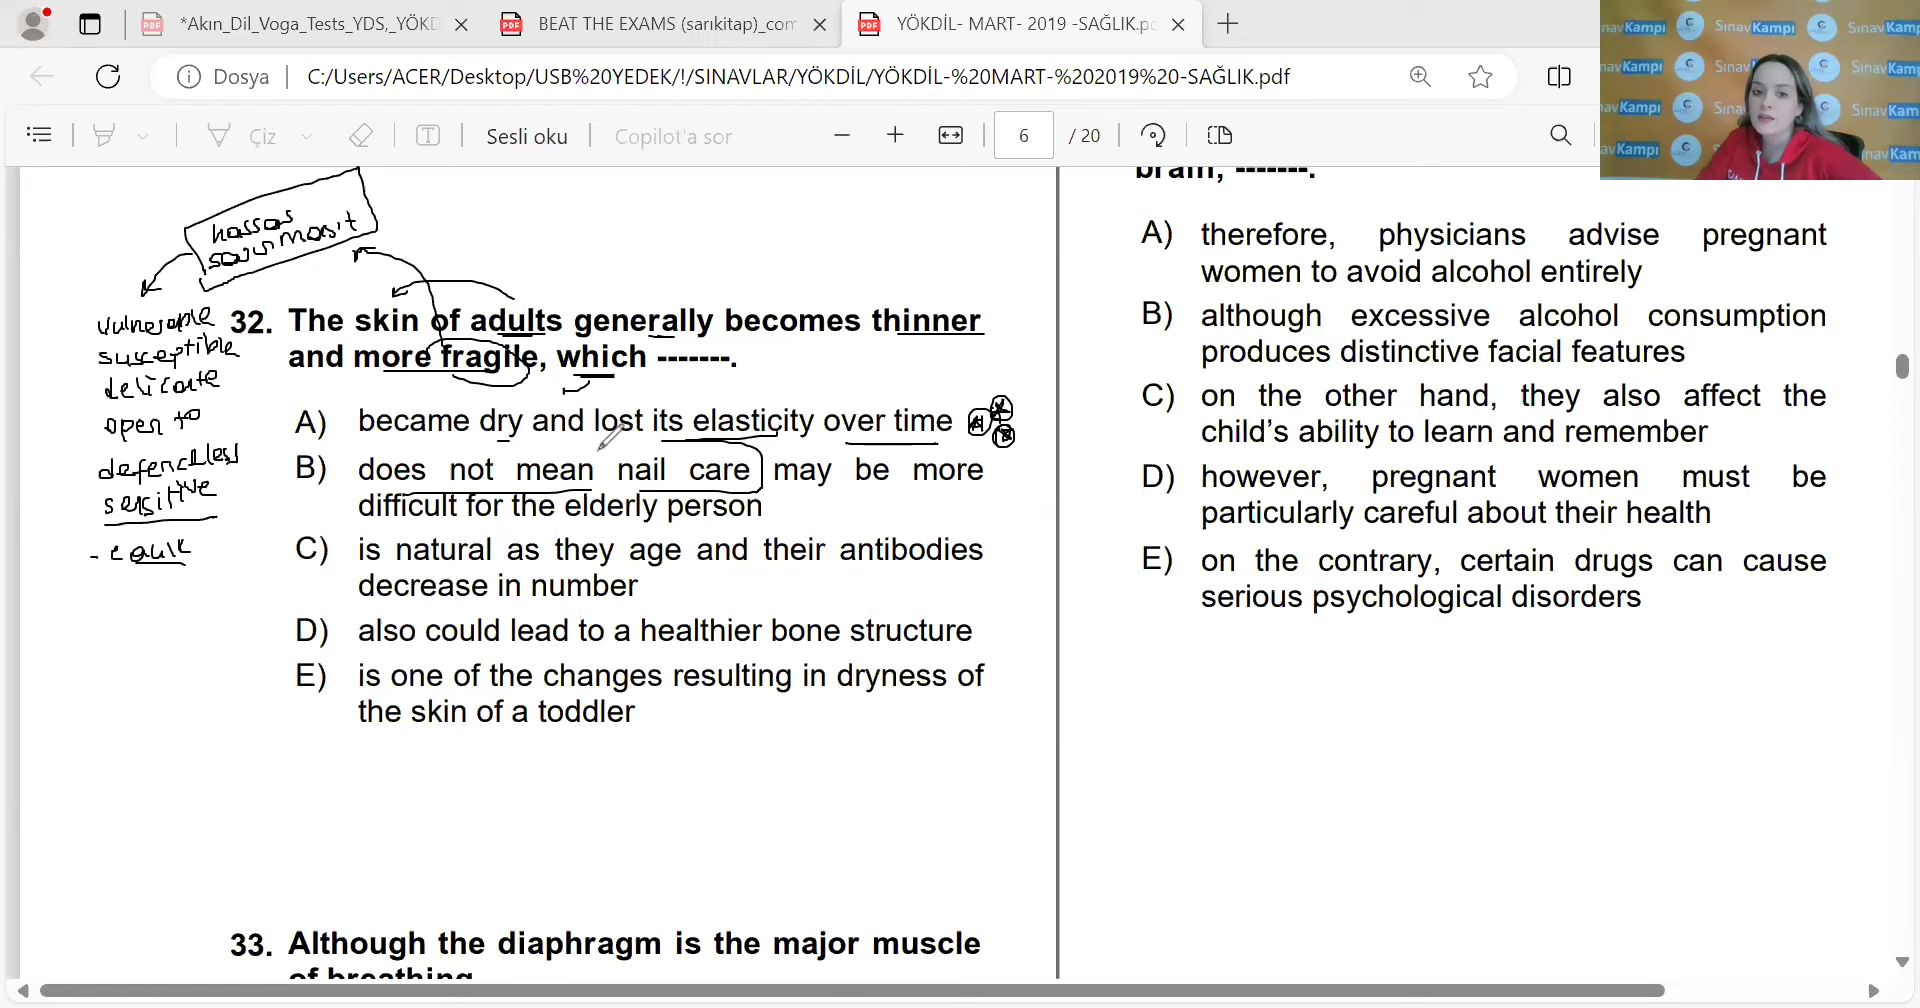 *Akın_Dil_Voga_Tests_YDS,_YÖKD
BEAT THE EXAMS (sarıkitap)_com
YÖKDİL- MART- 2019 -SAĞLIK.pd
Dosya
C:/Users/ACER/Desktop/USB%20YEDEK/!/SINAVLAR/YÖKDİL/YÖKDİL-%20MART-%202019%20-SAĞLIK.pdf
Çiz
Sesli oku
Copilot'a sor
6 / 20
SınavKampı
hassas
savunmasız
vulnerable
susceptible
delicate
open to
defenceless
sensitive
32. The skin of adults generally becomes thinner
and more fragile, which -------.
A) became dry and lost its elasticity over time
B) does not mean nail care may be more
difficult for the elderly person
C) is natural as they age and their antibodies
decrease in number
D) also could lead to a healthier bone structure
E) is one of the changes resulting in dryness of
the skin of a toddler
33. Although the diaphragm is the major muscle
of breathing,
brain, -------.
A) therefore, physicians advise pregnant
women to avoid alcohol entirely
B) although excessive alcohol consumption
produces distinctive facial features
C) on the other hand, they also affect the
child's ability to learn and remember
D) however, pregnant women must be
particularly careful about their health
E) on the contrary, certain drugs can cause
serious psychological disorders